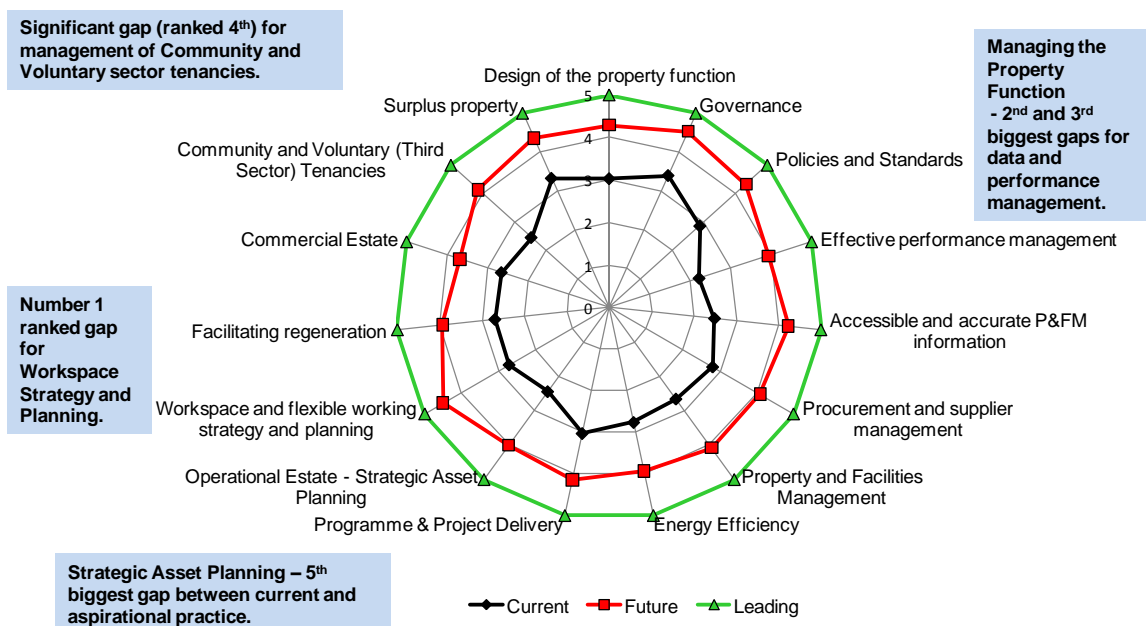 Significant gap (ranked 4th) for
management of Community and
Voluntary sector tenancies.
Managing the
Property
Function
- 2nd and 3rd
biggest gaps for
data and
performance
management.
Number 1
ranked gap
for
Workspace
Strategy and
Planning.
Strategic Asset Planning – 5th
biggest gap between current and
aspirational practice.
Design of the property function
Governance
Policies and Standards
Effective performance management
Accessible and accurate P&FM
information
Procurement and supplier
management
Property and Facilities
Management
Energy Efficiency
Programme & Project Delivery
Operational Estate - Strategic Asset
Planning
Workspace and flexible working
strategy and planning
Facilitating regeneration
Commercial Estate
Community and Voluntary (Third
Sector) Tenancies
Surplus property
5
4
3
2
1
0
Current
Future
Leading